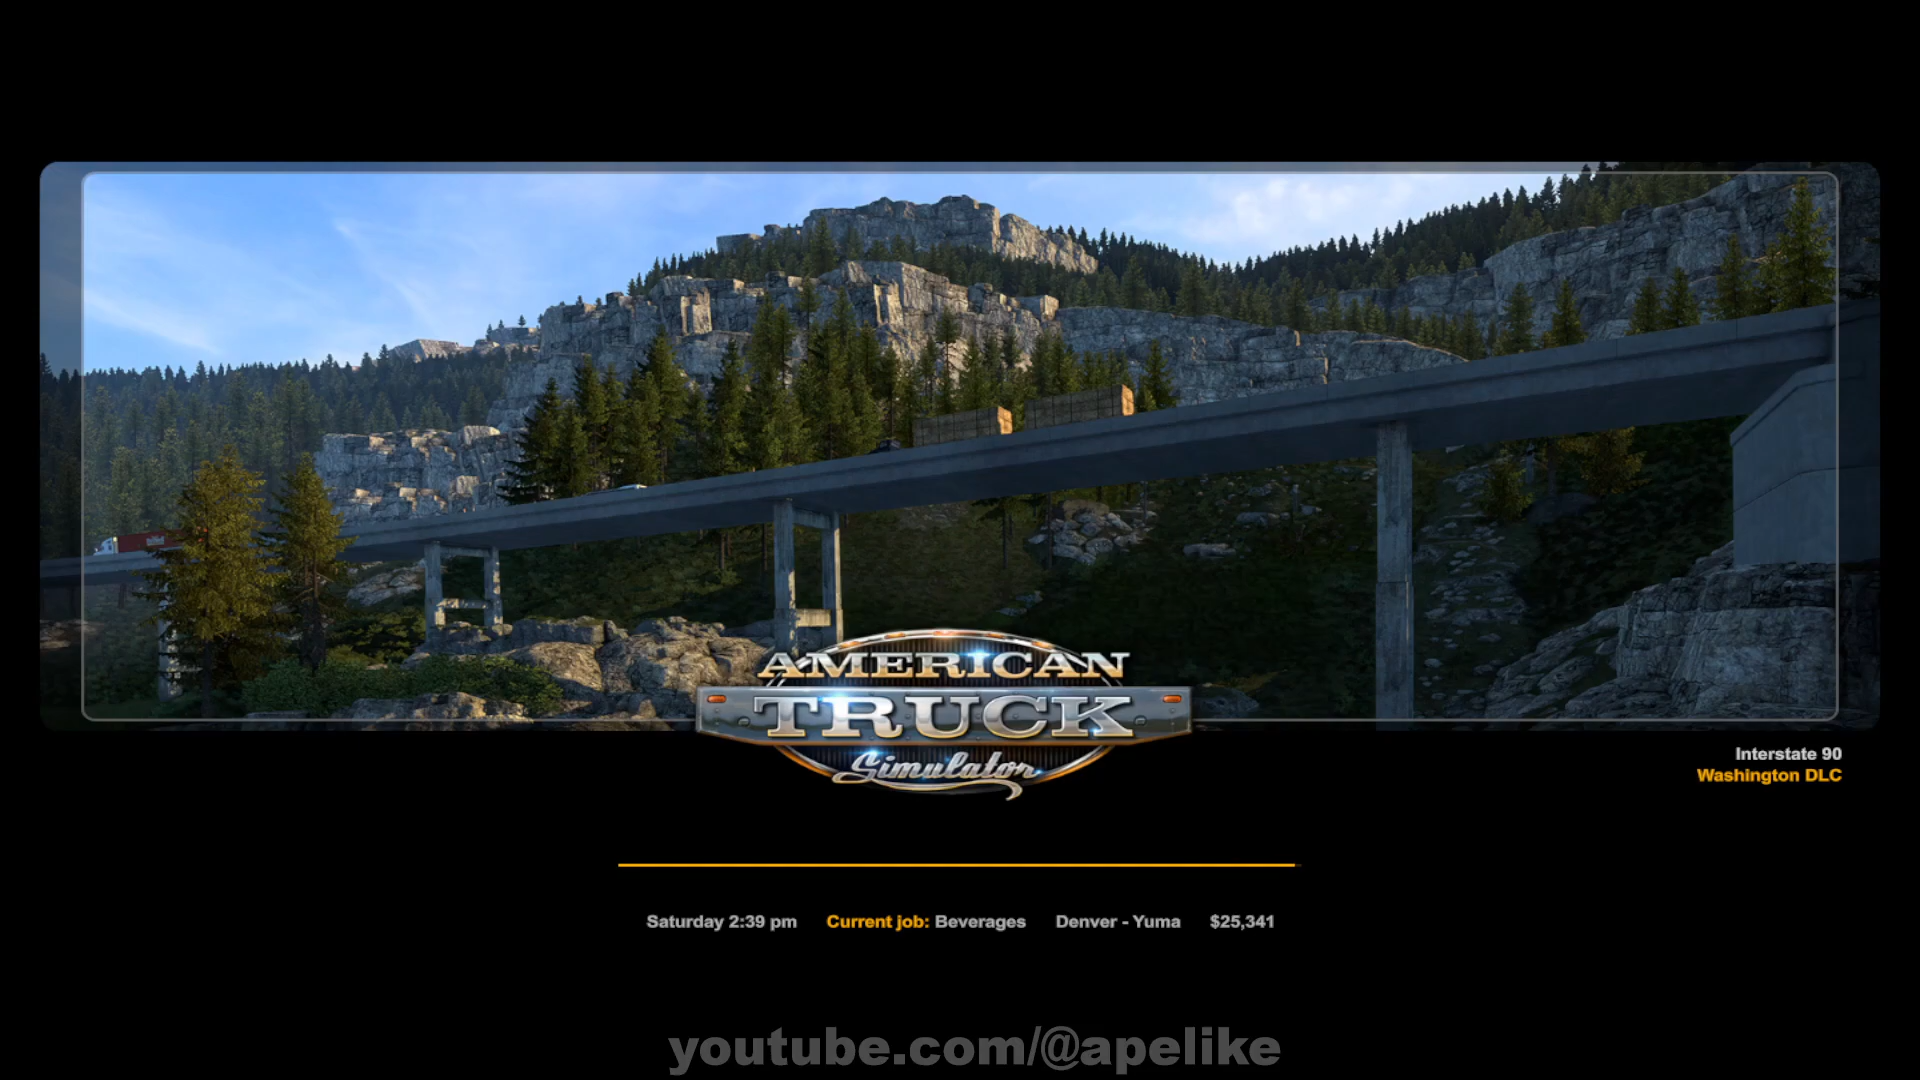 AMERICAN
TRUCK
Simulator
Interstate 90
Washington DLC
Saturday 2:39 pm Current job: Beverages Denver - Yuma $25,341
youtube.com/@apelike